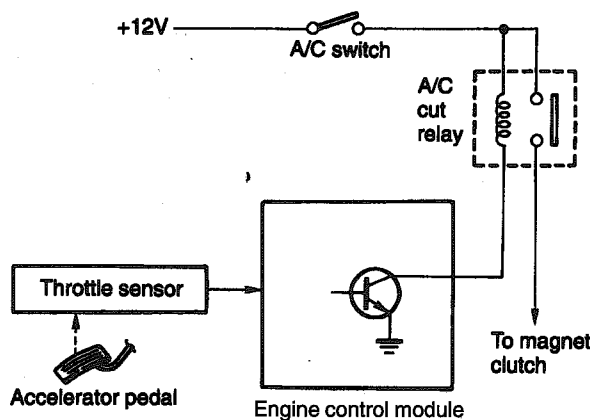 +12V
A/C switch
A/C
cut
relay
Throttle sensor
To magnet
clutch
Accelerator pedal
Engine control module